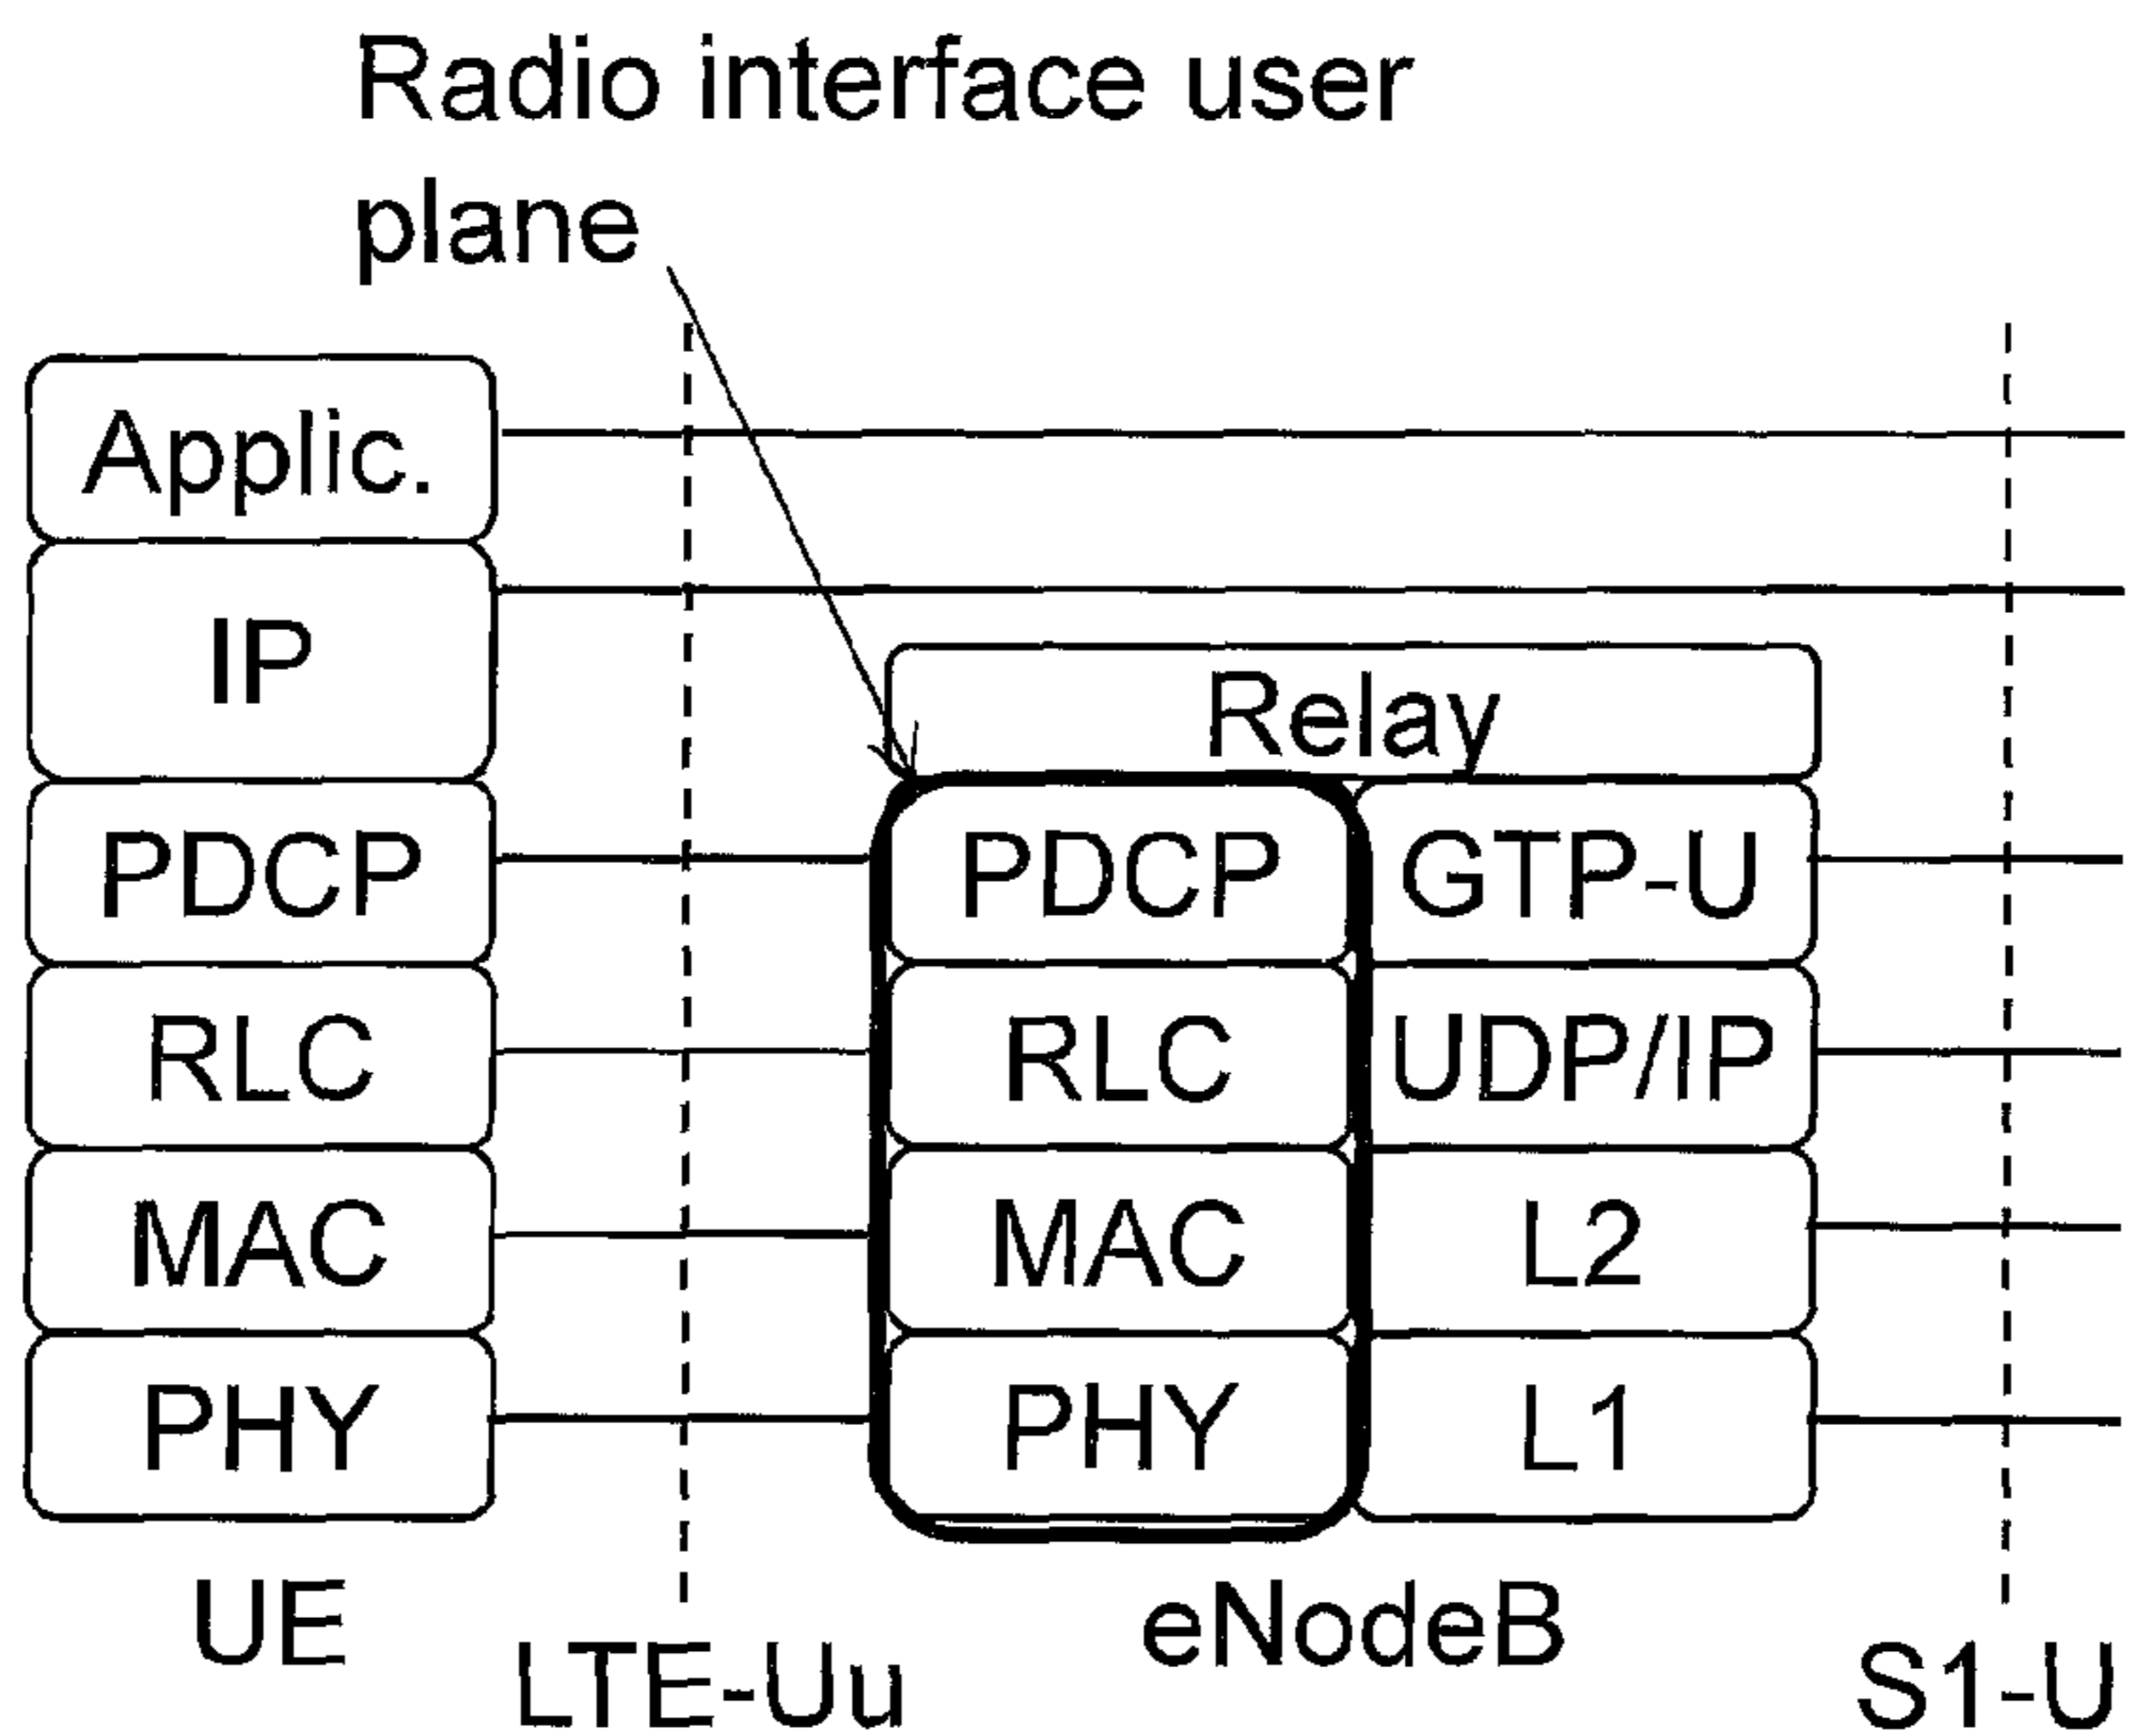 Radio interface user
plane
Applic.
IP
Relay
PDCP
PDCP
GTP-U
RLC
RLC
UDP/IP
MAC
MAC
L2
PHY
PHY
L1
UE
eNodeB
LTE-Uu
S1-U